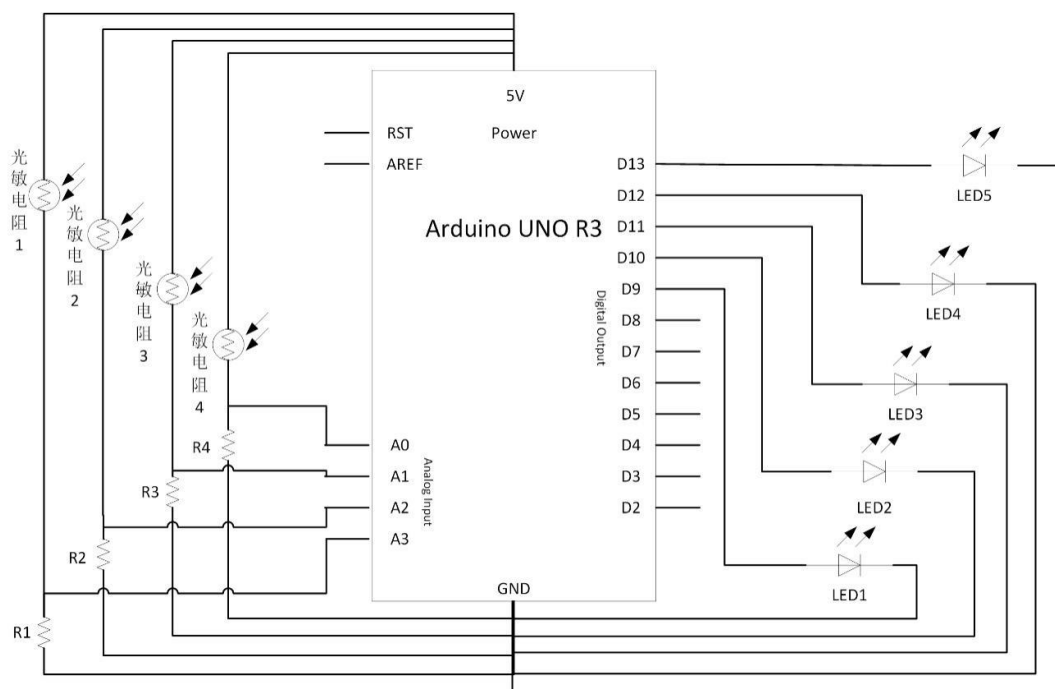 5V
Power
RST
AREF
Arduino UNO R3
D13
D12
D11
D10
D9
D8
D7
D6
D5
D4
D3
D2
Digital Output
A0
A1
A2
A3
Analog Input
GND
光敏电阻1
光敏电阻2
光敏电阻3
光敏电阻4
R4
R3
R2
R1
LED5
LED4
LED3
LED2
LED1